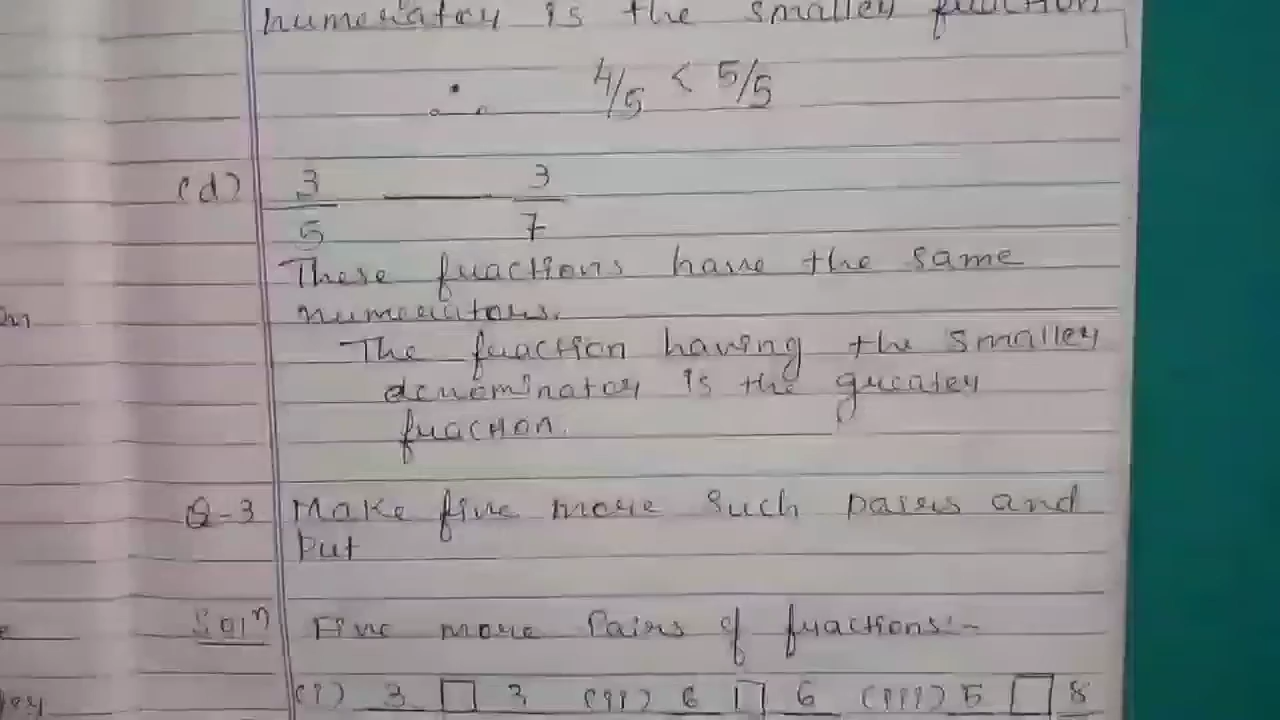 numerator is the smaller fraction
∴ 4/5 < 5/5
(d) 3/5 ——— 3/7
These fractions have the same
numerators.
The fraction having the smaller
denominator is the greater
fraction.
Q-3 Make five more such pairs and
put
Solⁿ Five more Pairs of fractions:-
(i) 3 □ 3 (ii) 6 □ 6 (iii) 5 □ 8